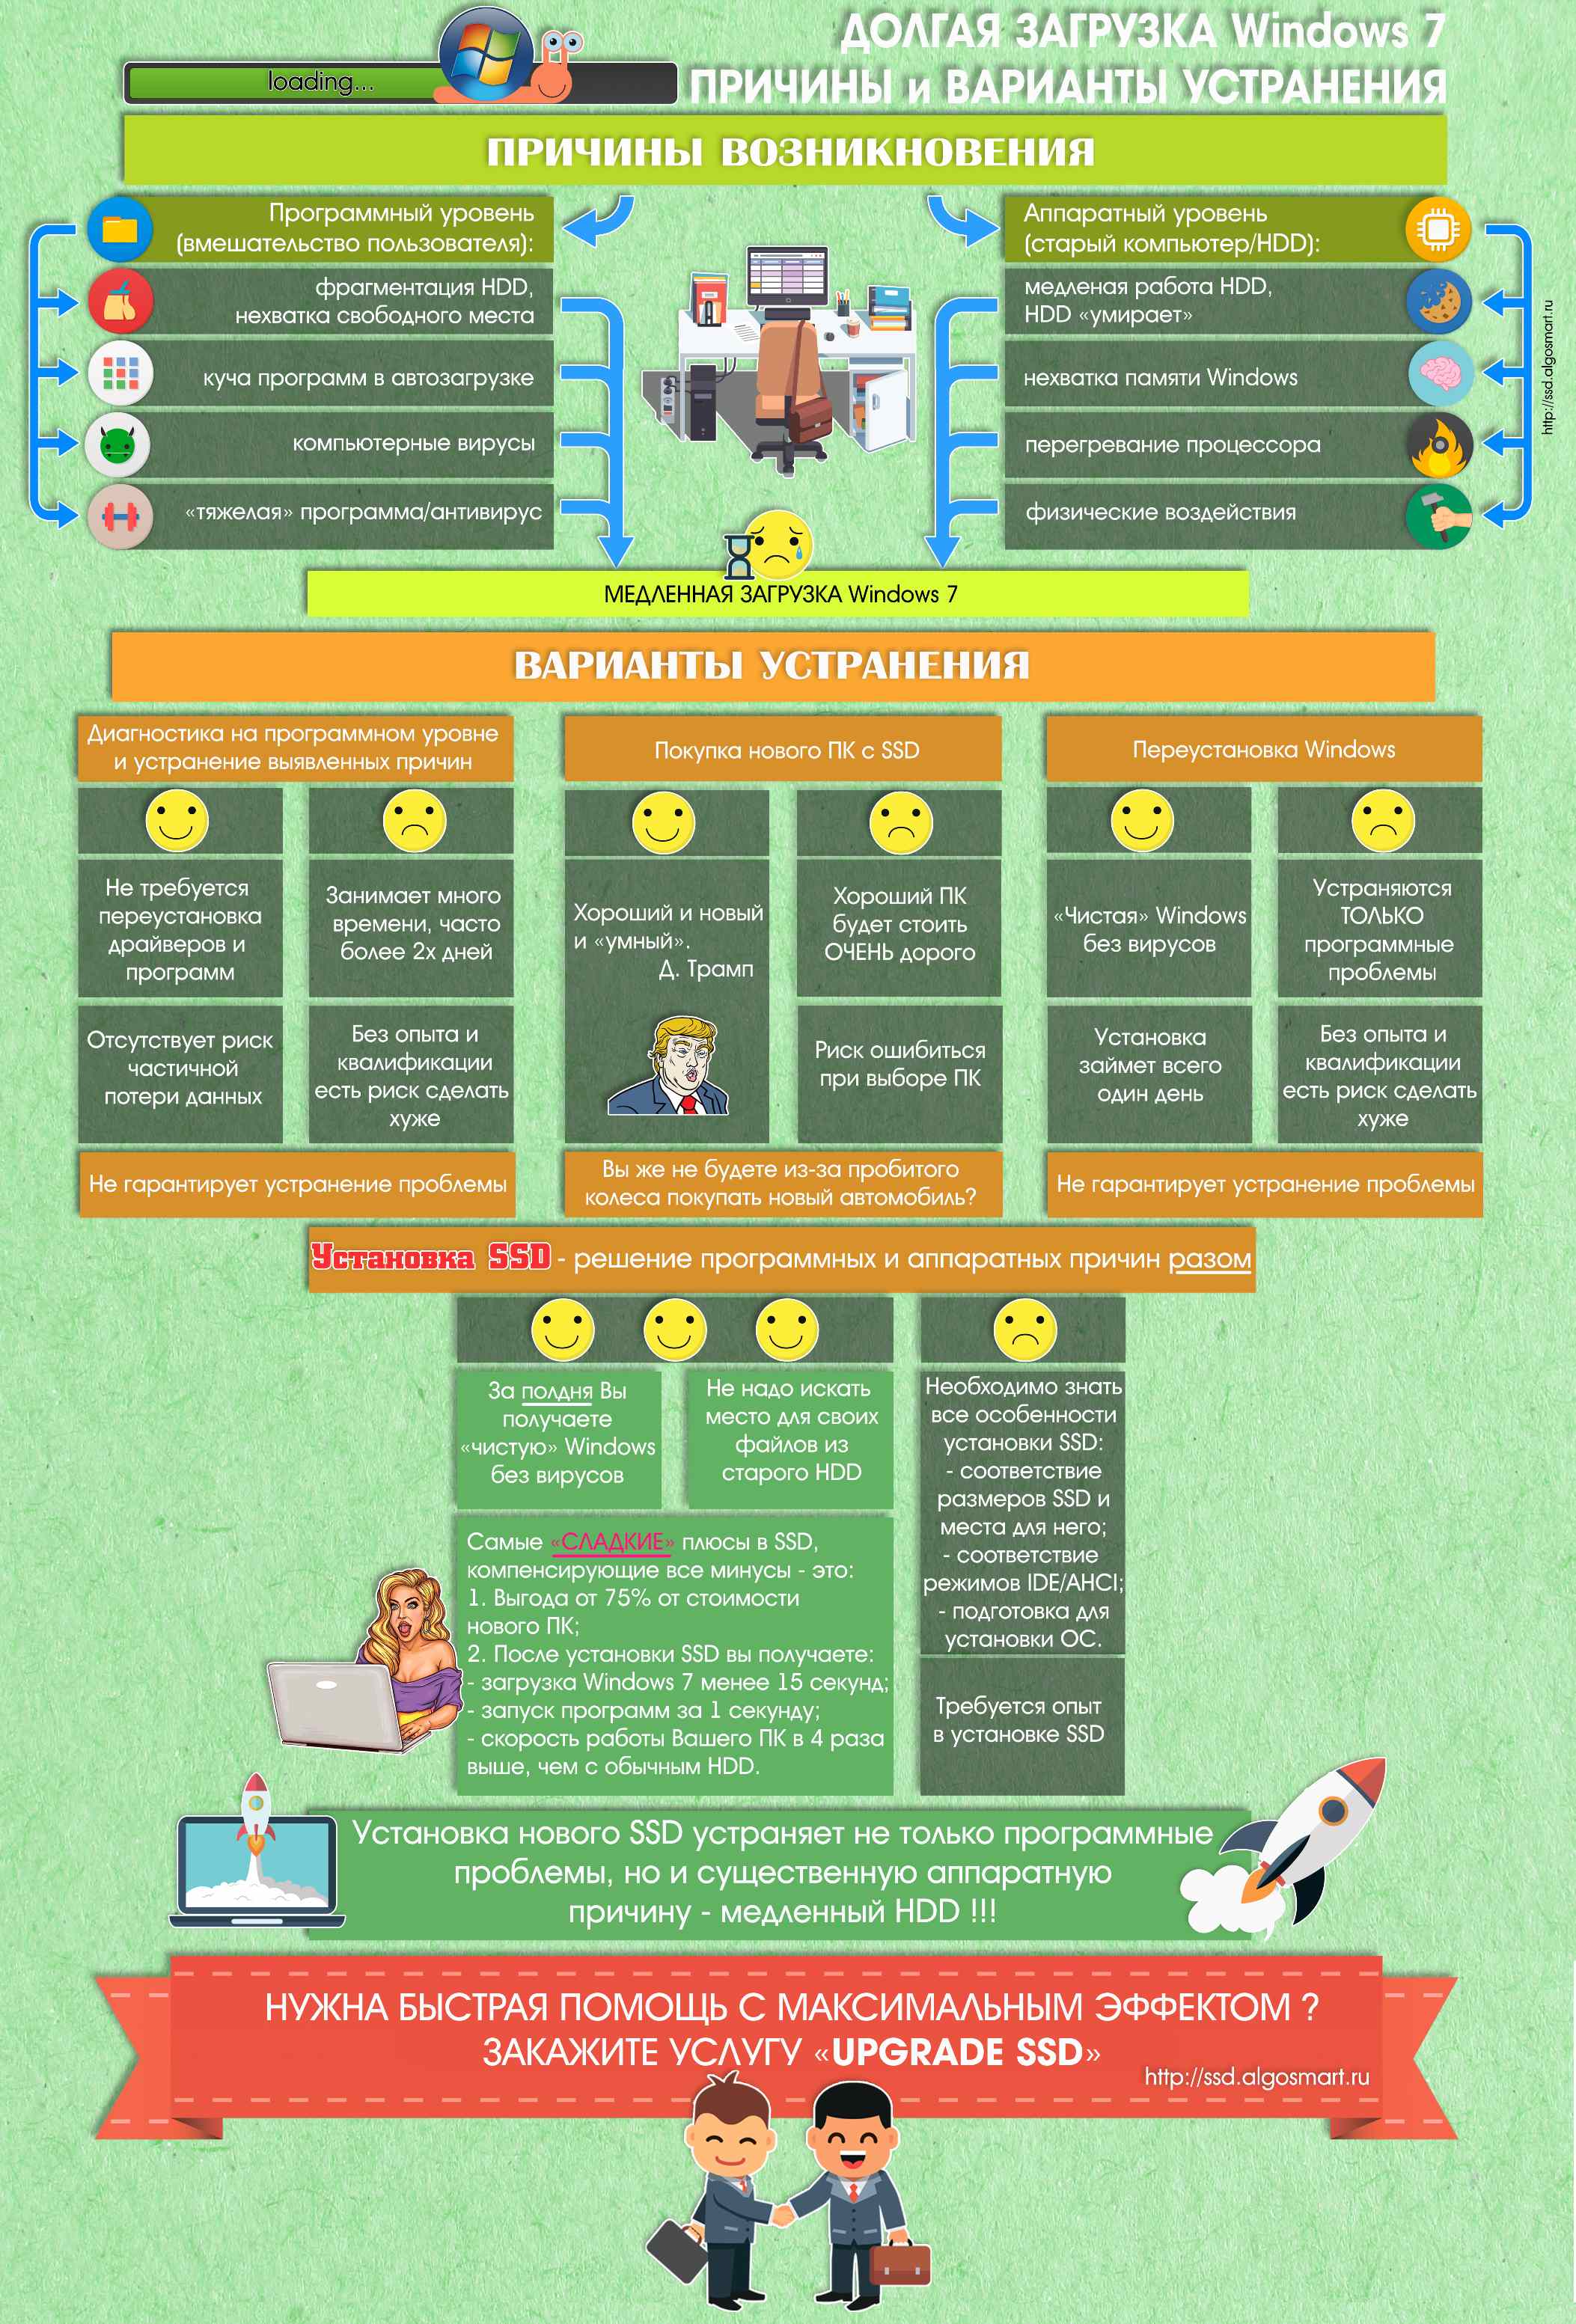 ДОЛГАЯ ЗАГРУЗКА Windows 7
ПРИЧИНЫ и ВАРИАНТЫ УСТРАНЕНИЯ
loading...
ПРИЧИНЫ ВОЗНИКНОВЕНИЯ
Программный уровень
(вмешательство пользователя):
фрагментация HDD,
нехватка свободного места
куча программ в автозагрузке
компьютерные вирусы
«тяжелая» программа/антивирус
Аппаратный уровень
(старый компьютер/HDD):
медленая работа HDD,
HDD «умирает»
нехватка памяти Windows
перегревание процессора
физические воздействия
http://ssd.algosmart.ru
МЕДЛЕННАЯ ЗАГРУЗКА Windows 7
ВАРИАНТЫ УСТРАНЕНИЯ
Диагностика на программном уровне
и устранение выявленных причин
Не требуется
переустановка
драйверов и
программ
Занимает много
времени, часто
более 2х дней
Отсутствует риск
частичной
потери данных
Без опыта и
квалификации
есть риск сделать
хуже
Не гарантирует устранение проблемы
Покупка нового ПК с SSD
Хороший и новый
и «умный».
Д. Трамп
Хороший ПК
будет стоить
ОЧЕНЬ дорого
Риск ошибиться
при выборе ПК
Вы же не будете из-за пробитого
колеса покупать новый автомобиль?
Переустановка Windows
«Чистая» Windows
без вирусов
Устраняются
ТОЛЬКО
программные
проблемы
Установка
займет всего
один день
Без опыта и
квалификации
есть риск сделать
хуже
Не гарантирует устранение проблемы
Установка SSD - решение программных и аппаратных причин разом
За полдня Вы
получаете
«чистую» Windows
без вирусов
Не надо искать
место для своих
файлов из
старого HDD
Самые «СЛАДКИЕ» плюсы в SSD,
компенсирующие все минусы - это:
1. Выгода от 75% от стоимости
нового ПК;
2. После установки SSD вы получаете:
- загрузка Windows 7 менее 15 секунд;
- запуск программ за 1 секунду;
- скорость работы Вашего ПК в 4 раза
выше, чем с обычным HDD.
Необходимо знать
все особенности
установки SSD:
- соответствие
размеров SSD и
места для него;
- соответствие
режимов IDE/AHCI;
- подготовка для
установки ОС.
Требуется опыт
в установке SSD
Установка нового SSD устраняет не только программные
проблемы, но и существенную аппаратную
причину - медленный HDD !!!
НУЖНА БЫСТРАЯ ПОМОЩЬ С МАКСИМАЛЬНЫМ ЭФФЕКТОМ ?
ЗАКАЖИТЕ УСЛУГУ «UPGRADE SSD»
http://ssd.algosmart.ru